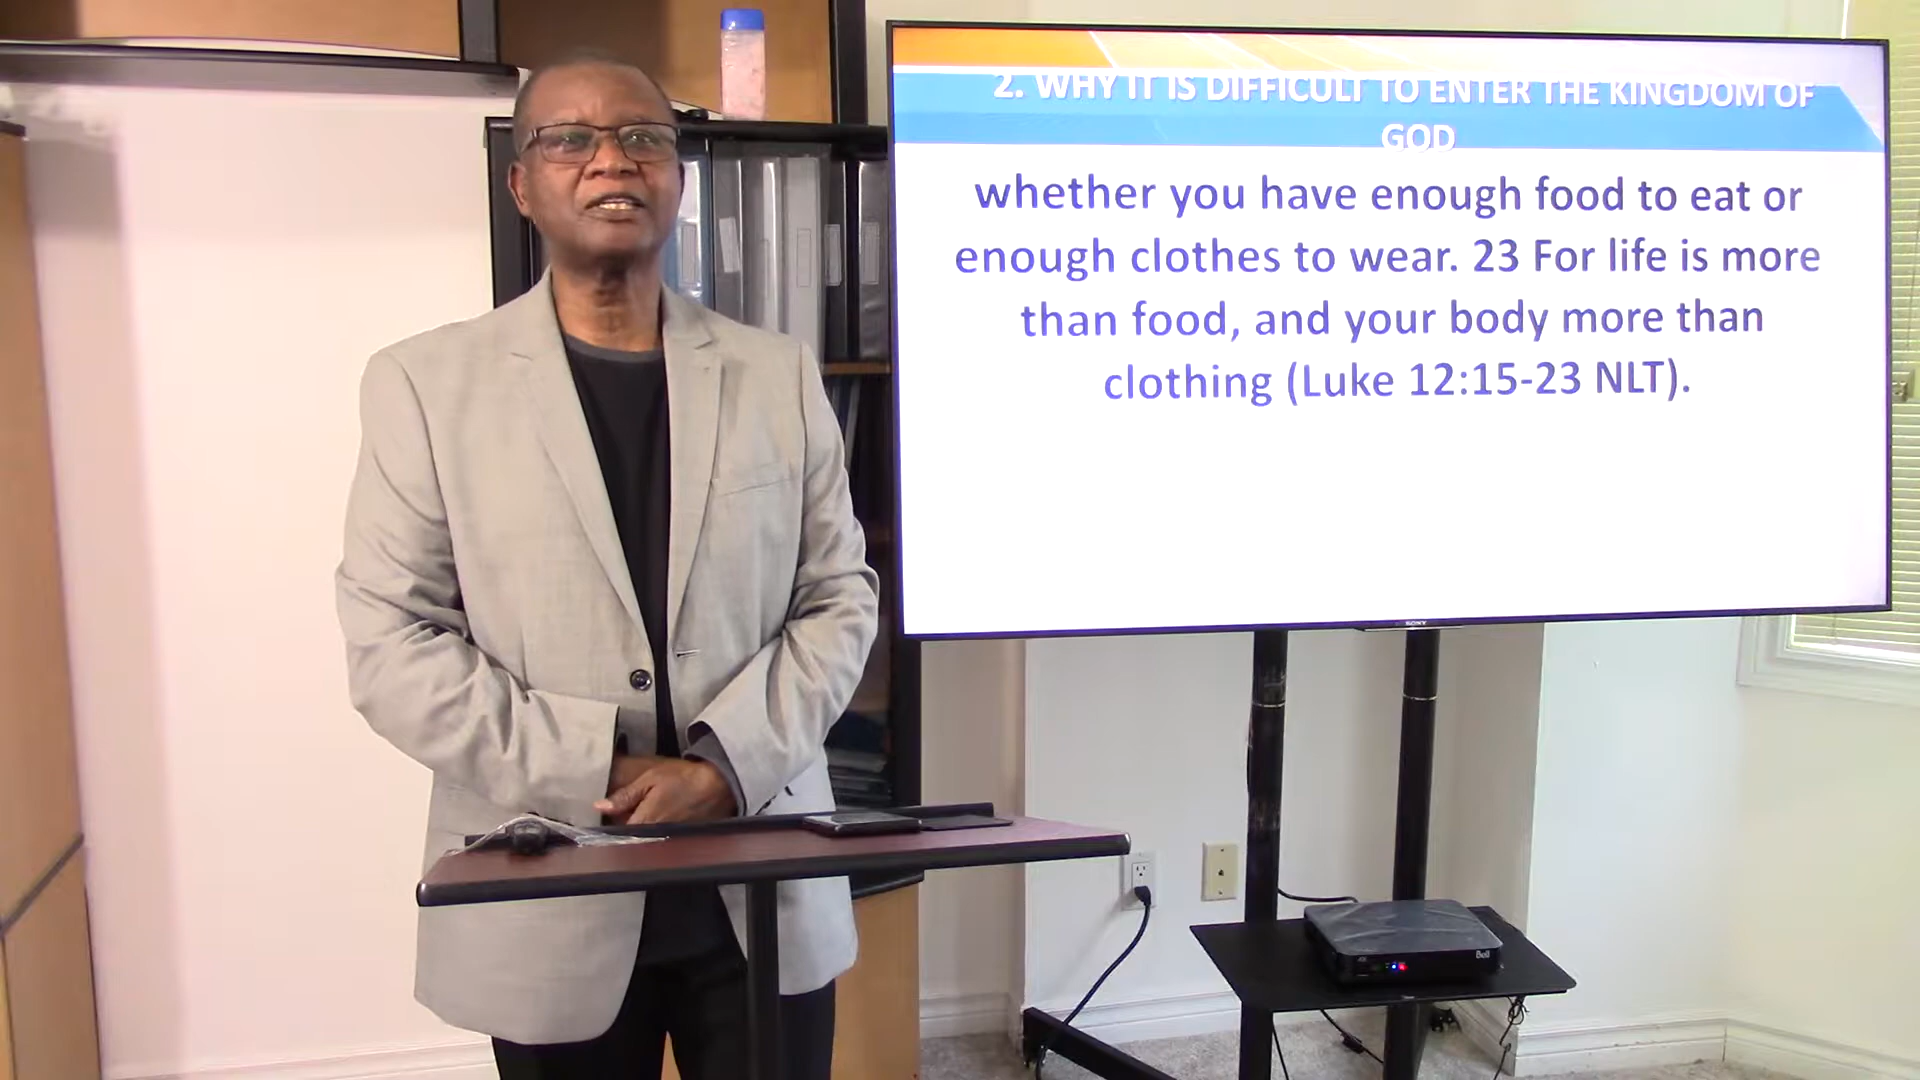 2. WHY IT IS DIFFICULT TO ENTER THE KINGDOM OF
GOD
whether you have enough food to eat or
enough clothes to wear. 23 For life is more
than food, and your body more than
clothing (Luke 12:15-23 NLT).
SONY
Bell